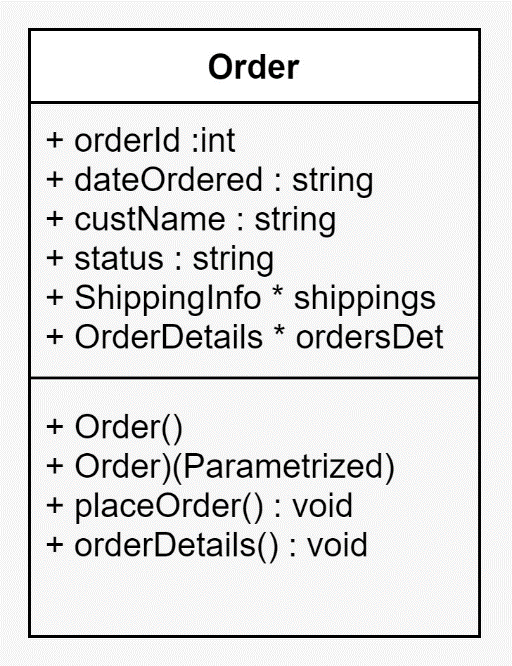 Order
+ orderId :int
+ dateOrdered : string
+ custName : string
+ status : string
+ ShippingInfo * shippings
+ OrderDetails * ordersDet
+ Order()
+ Order)(Parametrized)
+ placeOrder() : void
+ orderDetails() : void